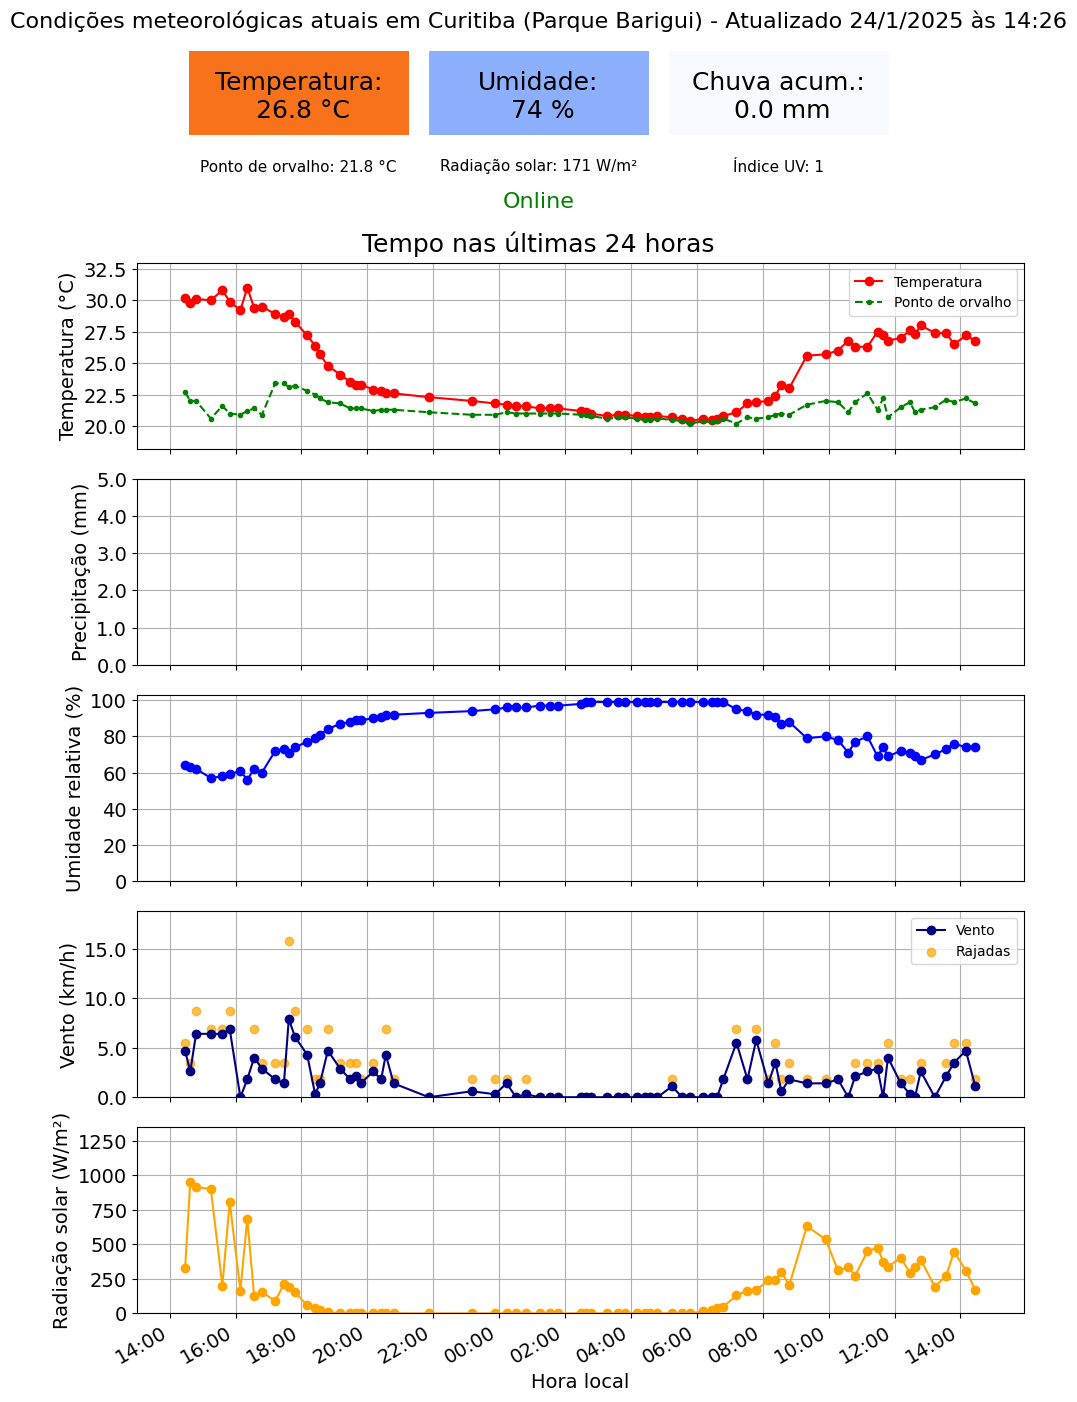 Condições meteorológicas atuais em Curitiba (Parque Barigui) - Atualizado 24/1/2025 às 14:26
Temperatura:
26.8 °C
Umidade:
74 %
Chuva acum.:
0.0 mm
Ponto de orvalho: 21.8 °C
Radiação solar: 171 W/m²
Índice UV: 1
Online
Tempo nas últimas 24 horas
Temperatura (°C)
32.5
30.0
27.5
25.0
22.5
20.0
Temperatura
Ponto de orvalho
Precipitação (mm)
5.0
4.0
3.0
2.0
1.0
0.0
Umidade relativa (%)
100
80
60
40
20
0
Vento (km/h)
15.0
10.0
5.0
0.0
Vento
Rajadas
Radiação solar (W/m²)
1250
1000
750
500
250
0
14:00
16:00
18:00
20:00
22:00
00:00
02:00
04:00
06:00
08:00
10:00
12:00
14:00
Hora local